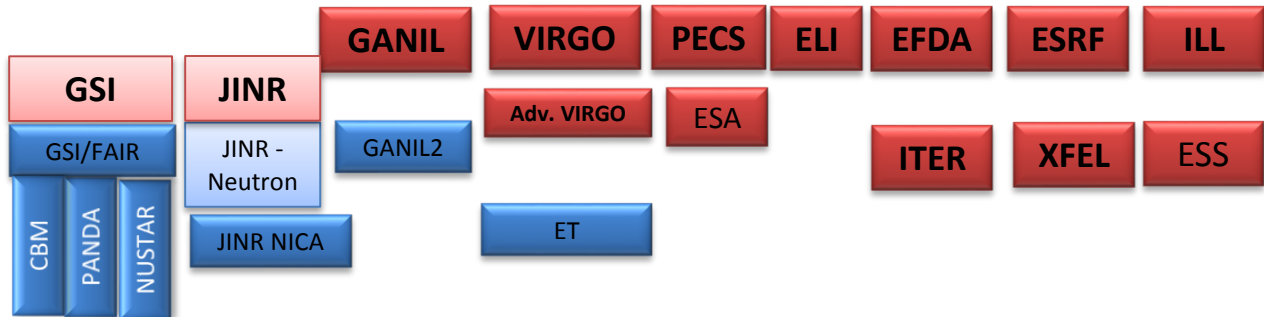 GANIL
VIRGO
PECS
ELI
EFDA
ESRF
ILL
GSI
JINR
Adv. VIRGO
ESA
GSI/FAIR
JINR -
Neutron
GANIL2
ITER
XFEL
ESS
CBM
PANDA
NUSTAR
JINR NICA
ET